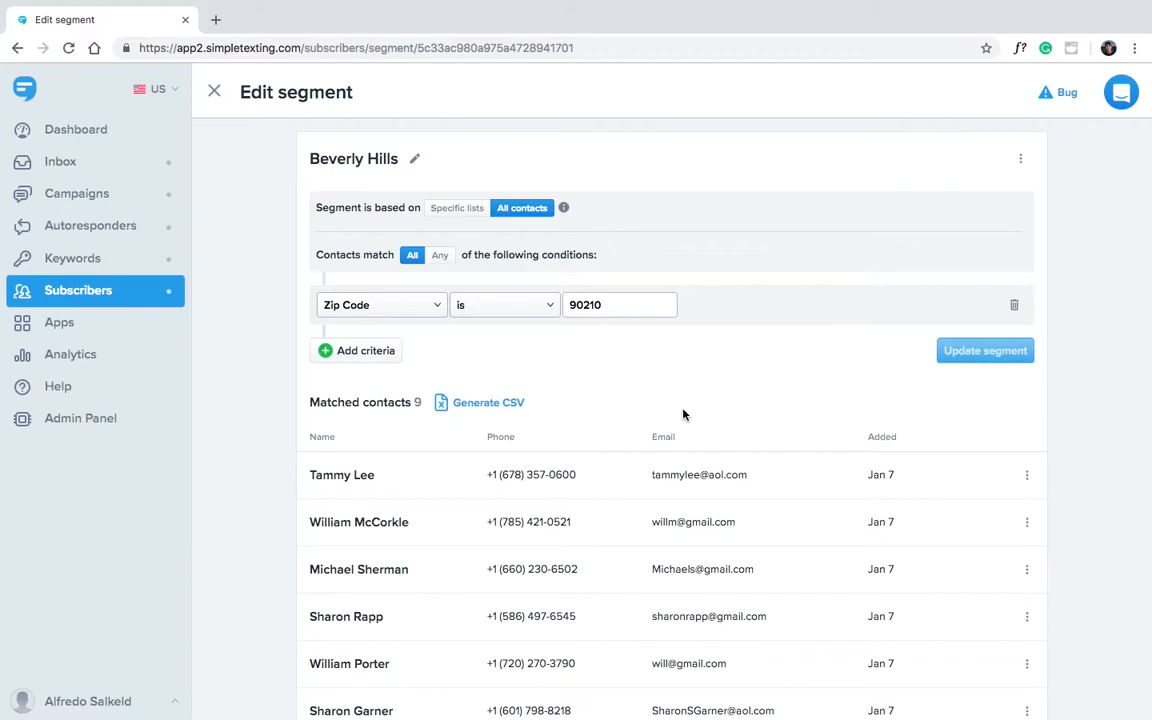 Edit segment
https://app2.simpletexting.com/subscribers/segment/5c33ac980a975a4728941701
f?
US
Edit segment
Bug
Dashboard
Inbox
Campaigns
Autoresponders
Keywords
Subscribers
Apps
Analytics
Help
Admin Panel
Alfredo Salkeld
Beverly Hills
Segment is based on Specific lists All contacts
Contacts match All Any of the following conditions:
Zip Code is 90210
Add criteria
Update segment
Matched contacts 9 Generate CSV
Name Phone Email Added
Tammy Lee +1 (678) 357-0600 tammylee@aol.com Jan 7
William McCorkle +1 (785) 421-0521 willm@gmail.com Jan 7
Michael Sherman +1 (660) 230-6502 Michaels@gmail.com Jan 7
Sharon Rapp +1 (586) 497-6545 sharonrapp@gmail.com Jan 7
William Porter +1 (720) 270-3790 will@gmail.com Jan 7
Sharon Garner +1 (601) 798-8218 SharonSGarner@aol.com Jan 7